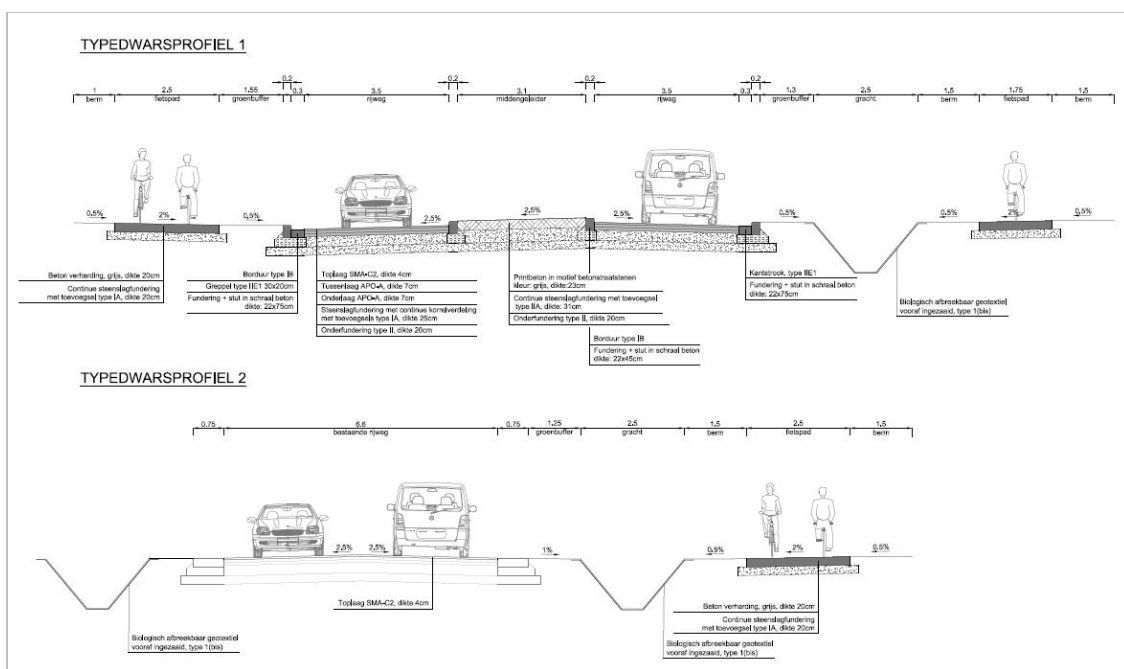 TYPEDWARSPROFIEL 1
0.2 0.2 0.2 0.2
1 2.5 1.55 0.3 3.5 3.1 3.5 0.3 1.3 2.5 1.5 1.75 1.5
berm fietspad groenbuffer rijweg middengeleider rijweg groenbuffer gracht berm fietspad berm
0.5% 2% 0,5% 2,5% 2,5% 2,5% 0,5% 0,5% 2% 0,5%
Beton verharding, grijs, dikte 20cm
Continue steenslagfundering
met toevoegsel type IA, dikte 20cm
Borduur type IB
Greppel type IIE1 30x20cm
Fundering + stut in schraal beton
dikte: 22x75cm
Toplaag SMA-C2, dikte 4cm
Tussenlaag APO-A, dikte 7cm
Onderlaag APO-A, dikte 7cm
Steenslagfundering met continue korrelverdeling
met toevoegsels type IA, dikte 25cm
Onderfundering type II, dikte 20cm
Printbeton in motief betonstraatstenen
kleur: grijs, dikte:23cm
Continue steenslagfundering met toevoegsel
type IIA, dikte: 31cm
Onderfundering type II, dikte 20cm
Borduur type IB
Fundering + stut in schraal beton
dikte: 22x45cm
Kantstrook, type IIE1
Fundering + stut in schraal beton
dikte: 22x75cm
Biologisch afbreekbaar geotextiel
vooraf ingezaaid, type 1(bis)
TYPEDWARSPROFIEL 2
0.75 6.6 0.75 1.25 2.5 1.5 2.5 1.5
bestaande rijweg groenbuffer gracht berm fietspad berm
2,5% 2,5% 1% 0,5% 2% 0,5%
Toplaag SMA-C2, dikte 4cm
Beton verharding, grijs, dikte 20cm
Continue steenslagfundering
met toevoegsel type IA, dikte 20cm
Biologisch afbreekbaar geotextiel
vooraf ingezaaid, type 1(bis)
Biologisch afbreekbaar geotextiel
vooraf ingezaaid, type 1(bis)